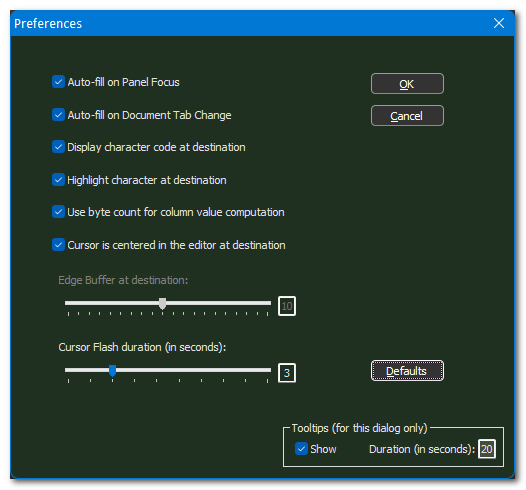 Preferences
Auto-fill on Panel Focus
OK
Auto-fill on Document Tab Change
Cancel
Display character code at destination
Highlight character at destination
Use byte count for column value computation
Cursor is centered in the editor at destination
Edge Buffer at destination:
10
Cursor Flash duration (in seconds):
3
Defaults
Tooltips (for this dialog only)
Show Duration (in seconds): 20